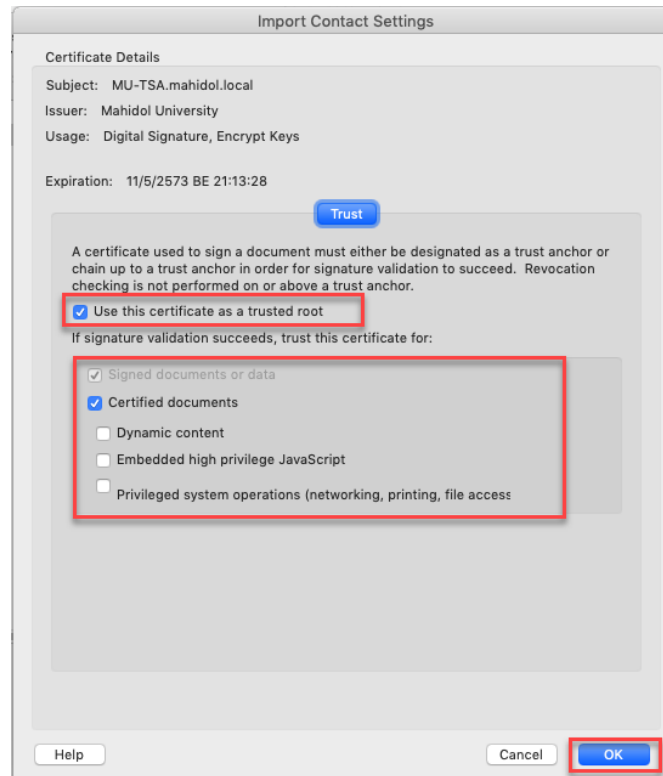 Import Contact Settings
Certificate Details
Subject: MU-TSA.mahidol.local
Issuer: Mahidol University
Usage: Digital Signature, Encrypt Keys
Expiration: 11/5/2573 BE 21:13:28
Trust
A certificate used to sign a document must either be designated as a trust anchor or
chain up to a trust anchor in order for signature validation to succeed. Revocation
checking is not performed on or above a trust anchor.
Use this certificate as a trusted root
If signature validation succeeds, trust this certificate for:
Signed documents or data
Certified documents
Dynamic content
Embedded high privilege JavaScript
Privileged system operations (networking, printing, file access
Help
Cancel
OK